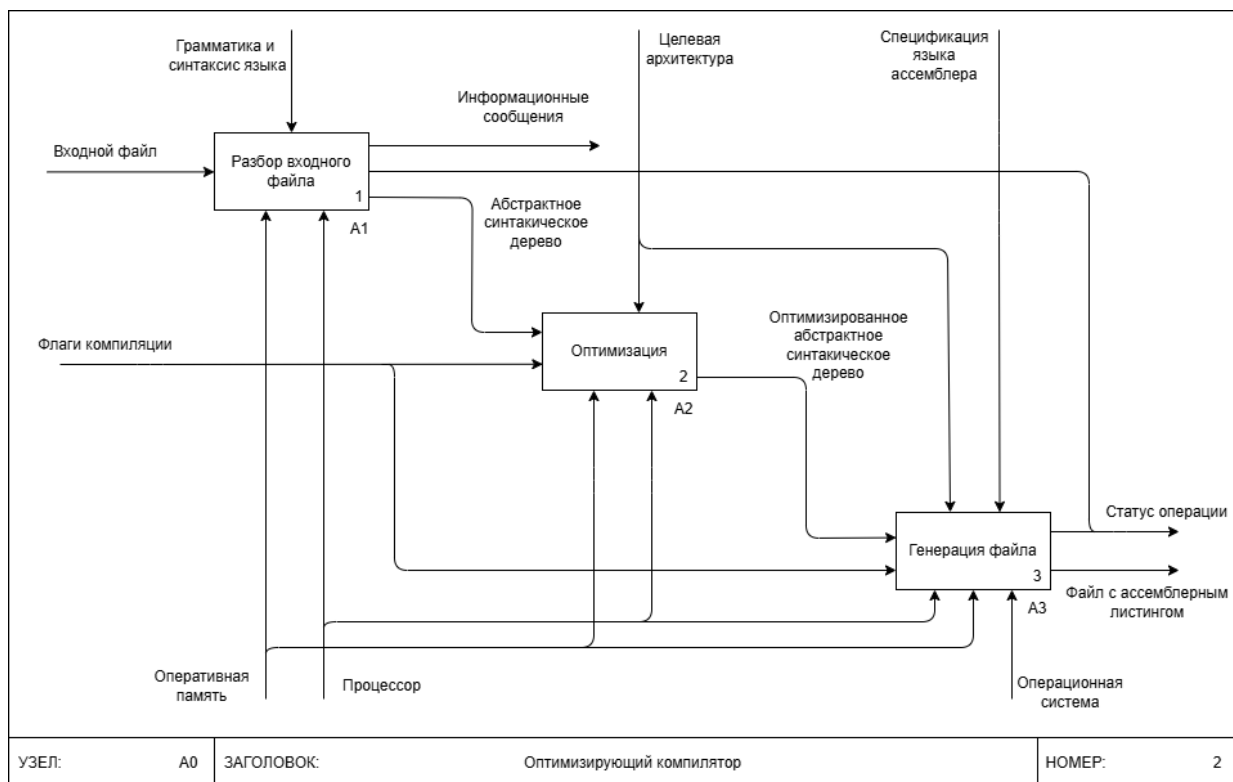 Грамматика и
синтаксис языка
Целевая
архитектура
Спецификация
языка
ассемблера
Информационные
сообщения
Входной файл
Разбор входного
файла
1
A1
Абстрактное
синтакическое
дерево
Флаги компиляции
Оптимизация
2
A2
Оптимизированное
абстрактное
синтакическое
дерево
Статус операции
Генерация файла
3
A3
Файл с ассемблерным
листингом
Оперативная
память
Процессор
Операционная
система
УЗЕЛ: A0 ЗАГОЛОВОК: Оптимизирующий компилятор НОМЕР: 2